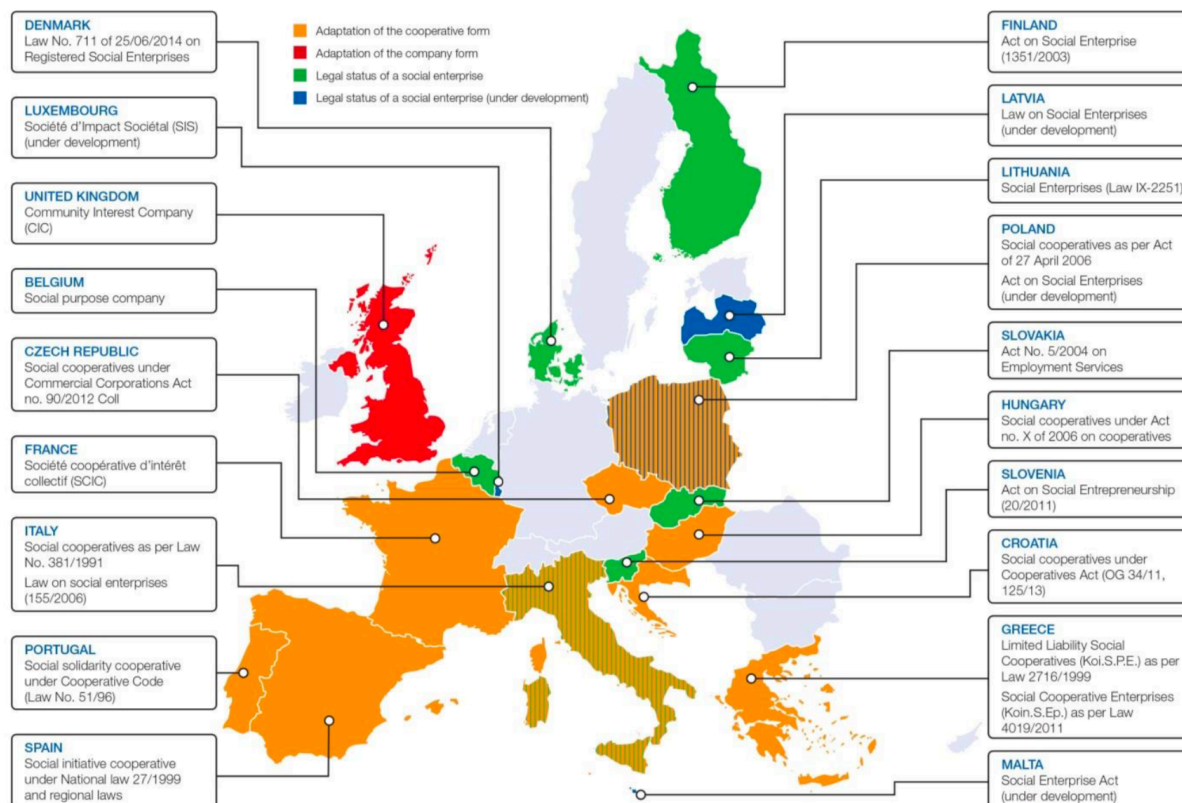 DENMARK
Law No. 711 of 25/06/2014 on
Registered Social Enterprises
LUXEMBOURG
Société d'Impact Sociétal (SIS)
(under development)
UNITED KINGDOM
Community Interest Company
(CIC)
BELGIUM
Social purpose company
CZECH REPUBLIC
Social cooperatives under
Commercial Corporations Act
no. 90/2012 Coll
FRANCE
Société coopérative d'intérêt
collectif (SCIC)
ITALY
Social cooperatives as per Law
No. 381/1991
Law on social enterprises
(155/2006)
PORTUGAL
Social solidarity cooperative
under Cooperative Code
(Law No. 51/96)
SPAIN
Social initiative cooperative
under National law 27/1999
and regional laws
Adaptation of the cooperative form
Adaptation of the company form
Legal status of a social enterprise
Legal status of a social enterprise (under development)
FINLAND
Act on Social Enterprise
(1351/2003)
LATVIA
Law on Social Enterprises
(under development)
LITHUANIA
Social Enterprises (Law IX-2251)
POLAND
Social cooperatives as per Act
of 27 April 2006
Act on Social Enterprises
(under development)
SLOVAKIA
Act No. 5/2004 on
Employment Services
HUNGARY
Social cooperatives under Act
no. X of 2006 on cooperatives
SLOVENIA
Act on Social Entrepreneurship
(20/2011)
CROATIA
Social cooperatives under
Cooperatives Act (OG 34/11,
125/13)
GREECE
Limited Liability Social
Cooperatives (Koi.S.P.E.) as per
Law 2716/1999
Social Cooperative Enterprises
(Koin.S.Ep.) as per Law
4019/2011
MALTA
Social Enterprise Act
(under development)